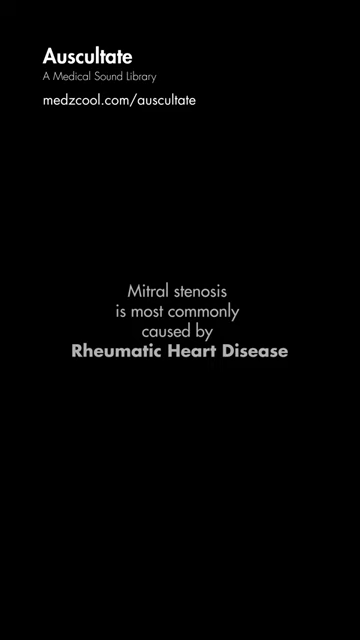 Auscultate
A Medical Sound Library
medzcool.com/auscultate
Mitral stenosis
is most commonly
caused by
Rheumatic Heart Disease